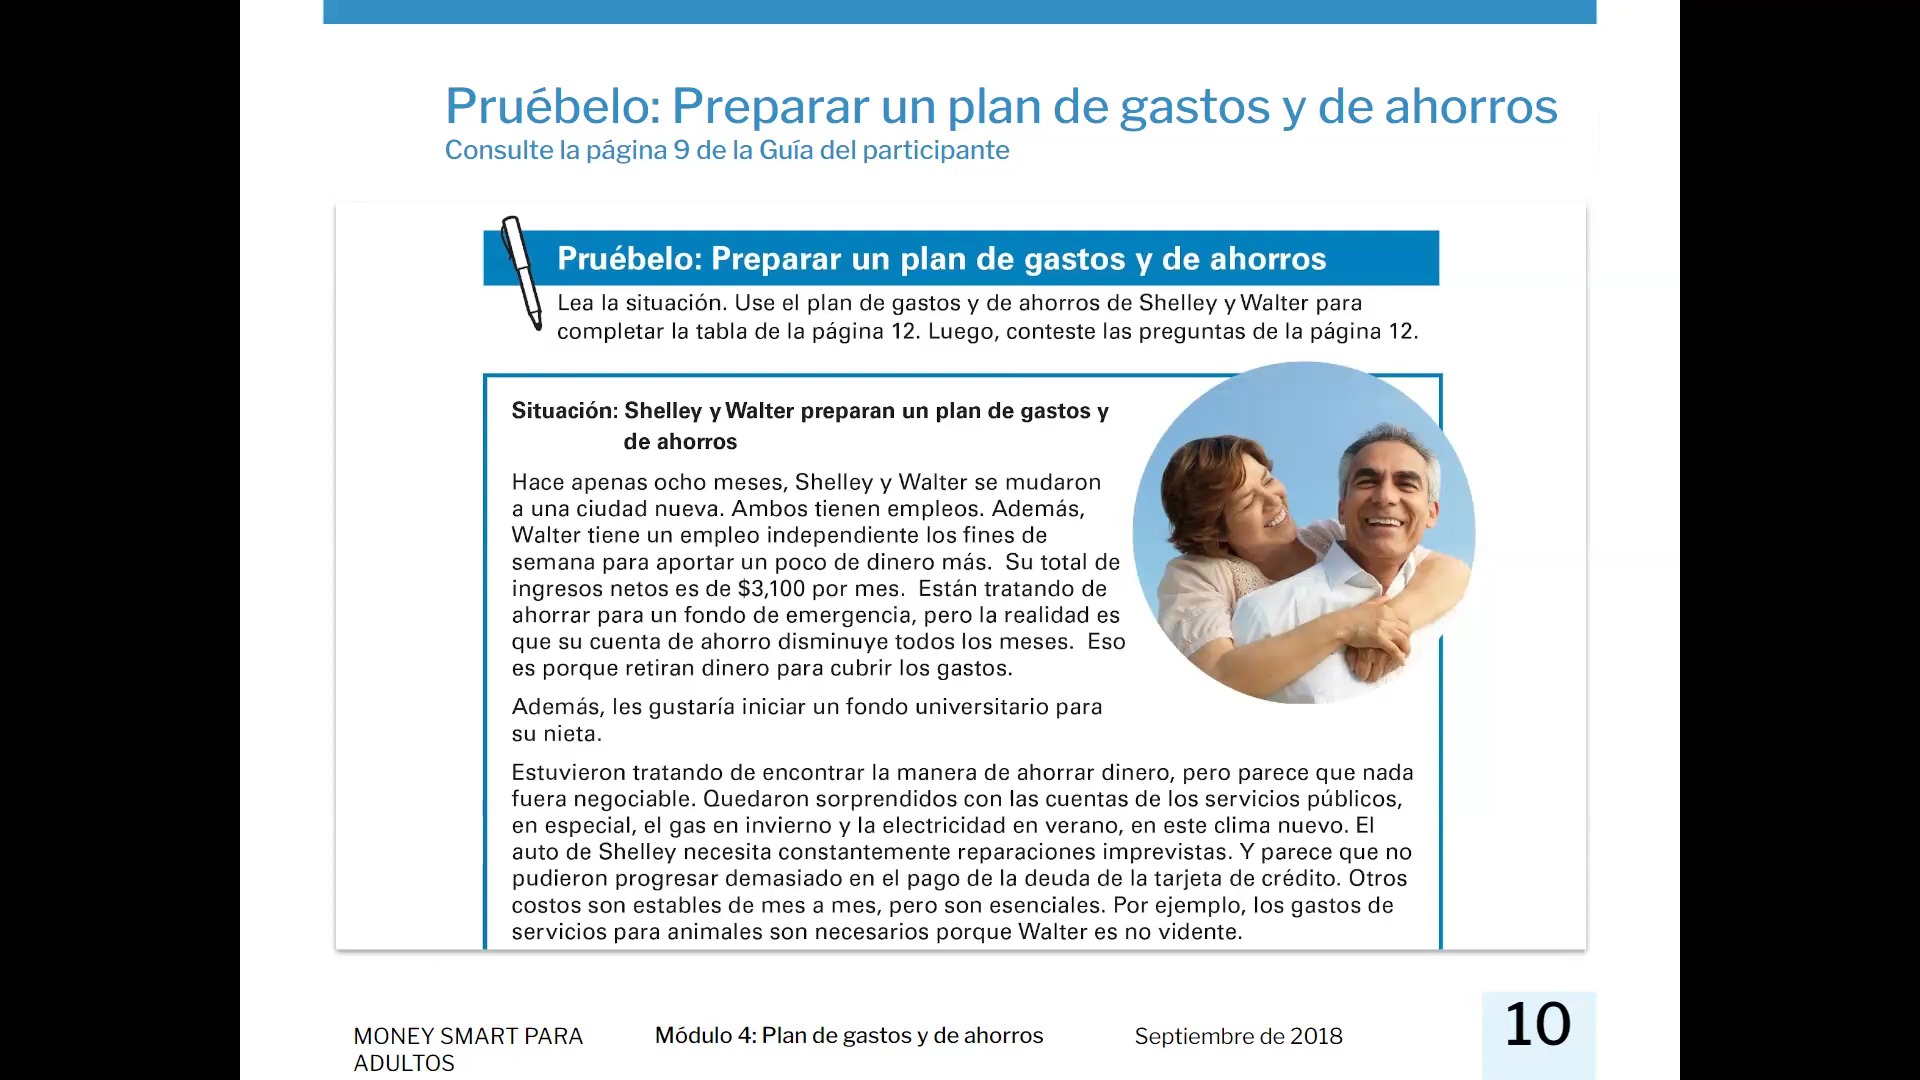 Pruébelo: Preparar un plan de gastos y de ahorros
Consulte la página 9 de la Guía del participante
Pruébelo: Preparar un plan de gastos y de ahorros
Lea la situación. Use el plan de gastos y de ahorros de Shelley y Walter para
completar la tabla de la página 12. Luego, conteste las preguntas de la página 12.
Situación: Shelley y Walter preparan un plan de gastos y
de ahorros
Hace apenas ocho meses, Shelley y Walter se mudaron
a una ciudad nueva. Ambos tienen empleos. Además,
Walter tiene un empleo independiente los fines de
semana para aportar un poco de dinero más. Su total de
ingresos netos es de $3,100 por mes. Están tratando de
ahorrar para un fondo de emergencia, pero la realidad es
que su cuenta de ahorro disminuye todos los meses. Eso
es porque retiran dinero para cubrir los gastos.
Además, les gustaría iniciar un fondo universitario para
su nieta.
Estuvieron tratando de encontrar la manera de ahorrar dinero, pero parece que nada
fuera negociable. Quedaron sorprendidos con las cuentas de los servicios públicos,
en especial, el gas en invierno y la electricidad en verano, en este clima nuevo. El
auto de Shelley necesita constantemente reparaciones imprevistas. Y parece que no
pudieron progresar demasiado en el pago de la deuda de la tarjeta de crédito. Otros
costos son estables de mes a mes, pero son esenciales. Por ejemplo, los gastos de
servicios para animales son necesarios porque Walter es no vidente.
MONEY SMART PARA
ADULTOS
Módulo 4: Plan de gastos y de ahorros
Septiembre de 2018
10